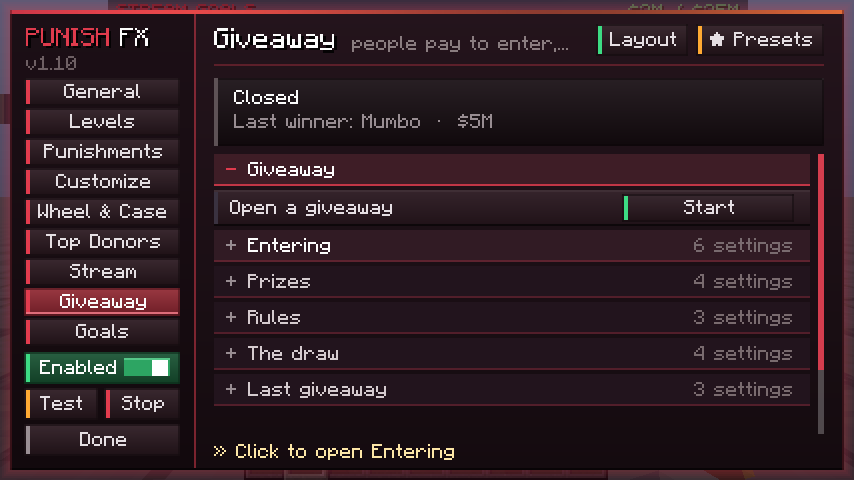 PUNISH FX
v1.10
General
Levels
Punishments
Customize
Wheel & Case
Top Donors
Stream
Giveaway
Goals
Enabled
Test
Stop
Done
Giveaway people pay to enter,...
Layout
Presets
Closed
Last winner: Mumbo · $5M
- Giveaway
Open a giveaway Start
+ Entering 6 settings
+ Prizes 4 settings
+ Rules 3 settings
+ The draw 4 settings
+ Last giveaway 3 settings
» Click to open Entering